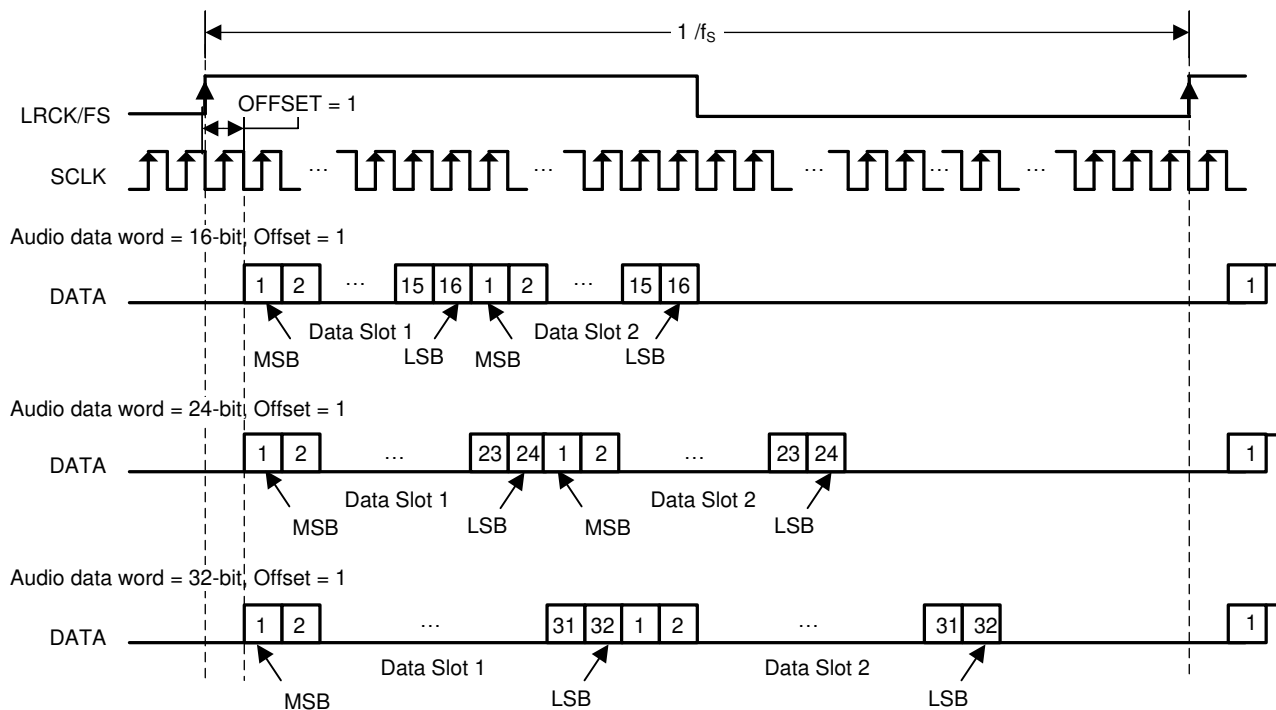 1 /fS
LRCK/FS
OFFSET = 1
SCLK
... ... ... ... ...
Audio data word = 16-bit, Offset = 1
DATA
1 2 ... 15 16 1 2 ... 15 16 1
Data Slot 1 Data Slot 2
MSB LSB MSB LSB
Audio data word = 24-bit, Offset = 1
DATA
1 2 ... 23 24 1 2 ... 23 24 1
Data Slot 1 Data Slot 2
MSB LSB MSB LSB
Audio data word = 32-bit, Offset = 1
DATA
1 2 ... 31 32 1 2 ... 31 32 1
Data Slot 1 Data Slot 2
MSB LSB LSB